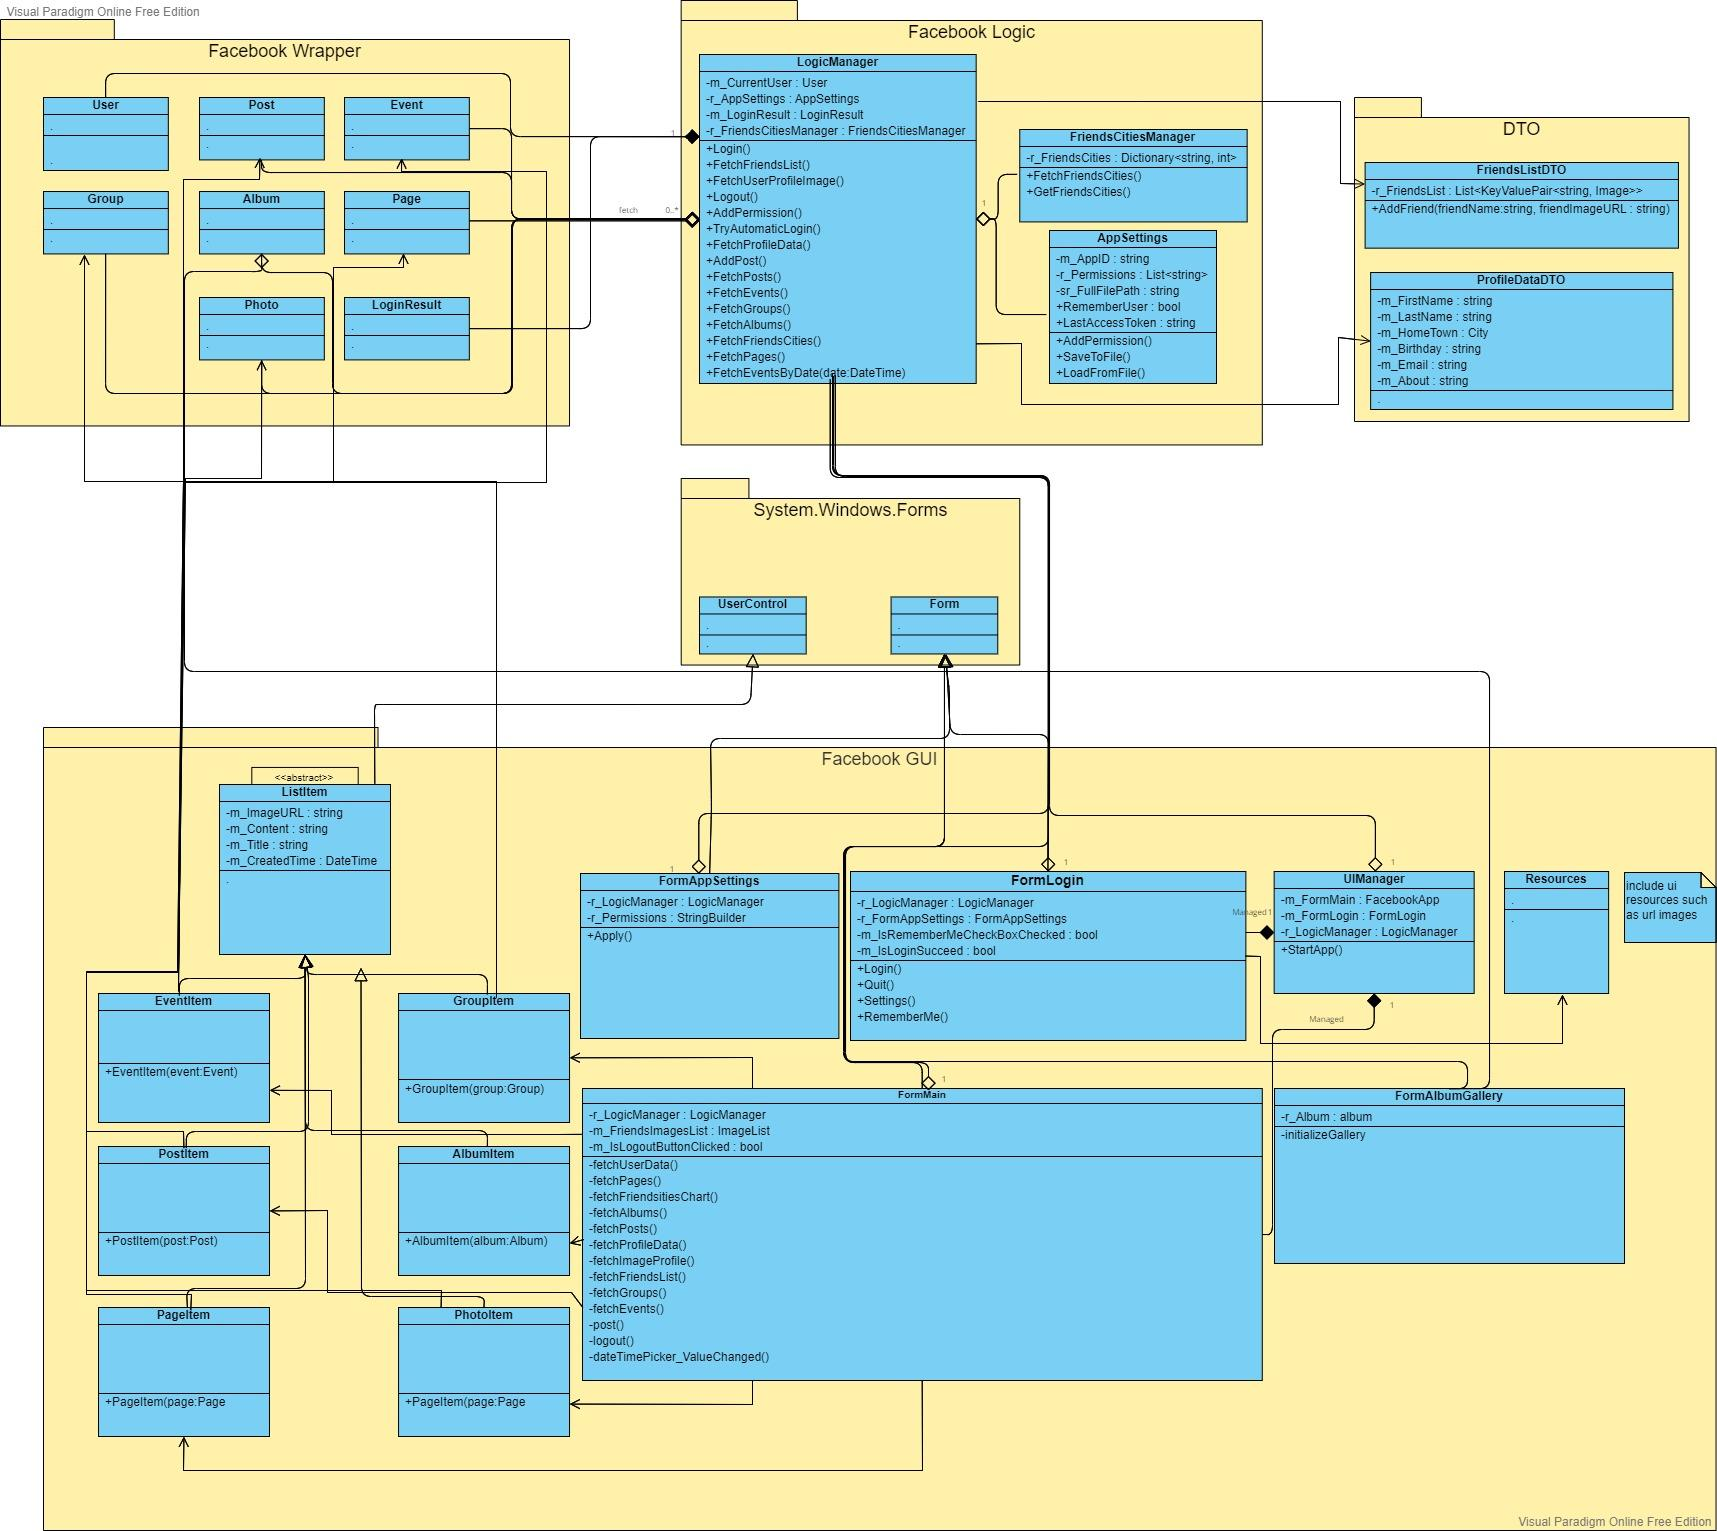 Visual Paradigm Online Free Edition
Facebook Wrapper
User
.
.
Post
.
.
Event
.
.
Group
.
.
Album
.
.
Page
.
.
Photo
.
.
LoginResult
.
.
1
fetch
0..*
Facebook Logic
LogicManager
-m_CurrentUser : User
-r_AppSettings : AppSettings
-m_LoginResult : LoginResult
-r_FriendsCitiesManager : FriendsCitiesManager
+Login()
+FetchFriendsList()
+FetchUserProfileImage()
+Logout()
+AddPermission()
+TryAutomaticLogin()
+FetchProfileData()
+AddPost()
+FetchPosts()
+FetchEvents()
+FetchGroups()
+FetchAlbums()
+FetchFriendsCities()
+FetchPages()
+FetchEventsByDate(date:DateTime)
1
FriendsCitiesManager
-r_FriendsCities : Dictionary<string, int>
+FetchFriendsCities()
+GetFriendsCities()
AppSettings
-m_AppID : string
-r_Permissions : List<string>
-sr_FullFilePath : string
+RememberUser : bool
+LastAccessToken : string
+AddPermission()
+SaveToFile()
+LoadFromFile()
DTO
FriendsListDTO
-r_FriendsList : List<KeyValuePair<string, Image>>
+AddFriend(friendName:string, friendImageURL : string)
ProfileDataDTO
-m_FirstName : string
-m_LastName : string
-m_HomeTown : City
-m_Birthday : string
-m_Email : string
-m_About : string
.
System.Windows.Forms
UserControl
.
.
Form
.
.
Facebook GUI
<<abstract>>
ListItem
-m_ImageURL : string
-m_Content : string
-m_Title : string
-m_CreatedTime : DateTime
.
1
FormAppSettings
-r_LogicManager : LogicManager
-r_Permissions : StringBuilder
+Apply()
1
FormLogin
-r_LogicManager : LogicManager
-r_FormAppSettings : FormAppSettings
-m_IsRememberMeCheckBoxChecked : bool
-m_IsLoginSucceed : bool
+Login()
+Quit()
+Settings()
+RememberMe()
Managed 1
1
UIManager
-m_FormMain : FacebookApp
-m_FormLogin : FormLogin
-r_LogicManager : LogicManager
+StartApp()
1
Managed
Resources
.
.
include ui
resources such
as url images
EventItem
+EventItem(event:Event)
GroupItem
+GroupItem(group:Group)
PostItem
+PostItem(post:Post)
AlbumItem
+AlbumItem(album:Album)
PageItem
+PageItem(page:Page
PhotoItem
+PageItem(page:Page
1
FormMain
-r_LogicManager : LogicManager
-m_FriendsImagesList : ImageList
-m_IsLogoutButtonClicked : bool
-fetchUserData()
-fetchPages()
-fetchFriendsitiesChart()
-fetchAlbums()
-fetchPosts()
-fetchProfileData()
-fetchImageProfile()
-fetchFriendsList()
-fetchGroups()
-fetchEvents()
-post()
-logout()
-dateTimePicker_ValueChanged()
FormAlbumGallery
-r_Album : album
-initializeGallery
Visual Paradigm Online Free Edition